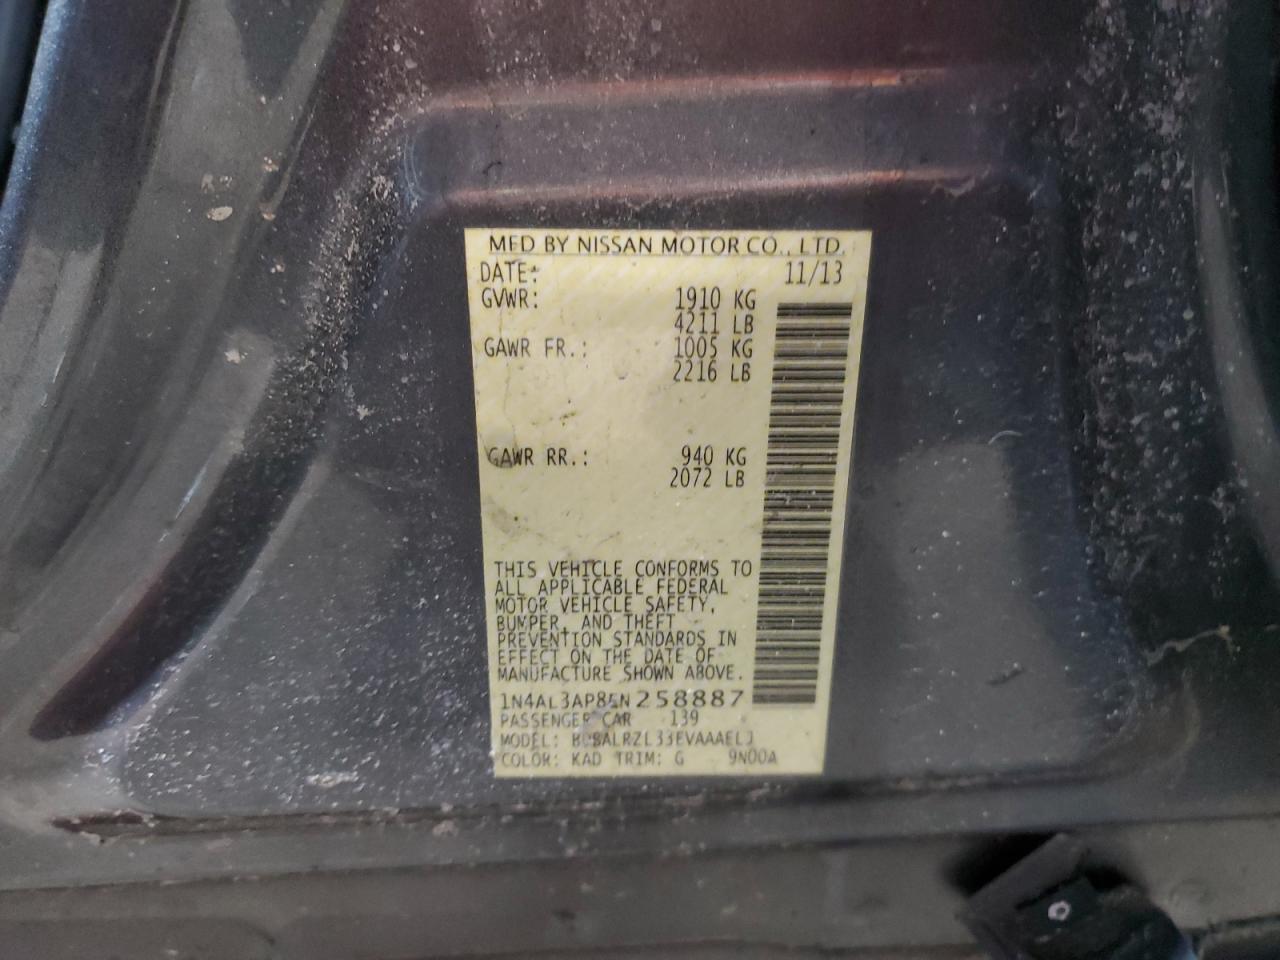 MFD BY NISSAN MOTOR CO., LTD.
DATE: 11/13
GVWR: 1910 KG
4211 LB
GAWR FR.: 1005 KG
2216 LB
GAWR RR.: 940 KG
2072 LB
THIS VEHICLE CONFORMS TO
ALL APPLICABLE FEDERAL
MOTOR VEHICLE SAFETY,
BUMPER, AND THEFT
PREVENTION STANDARDS IN
EFFECT ON THE DATE OF
MANUFACTURE SHOWN ABOVE.
1N4AL3AP8EN258887
PASSENGER CAR 139
MODEL:
COLOR: KAD TRIM: G 9N00A